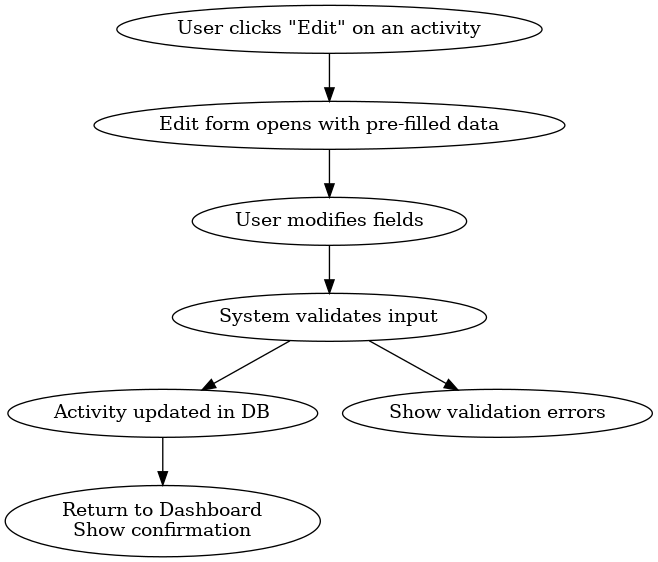 User clicks "Edit" on an activity
Edit form opens with pre-filled data
User modifies fields
System validates input
Activity updated in DB
Show validation errors
Return to Dashboard
Show confirmation